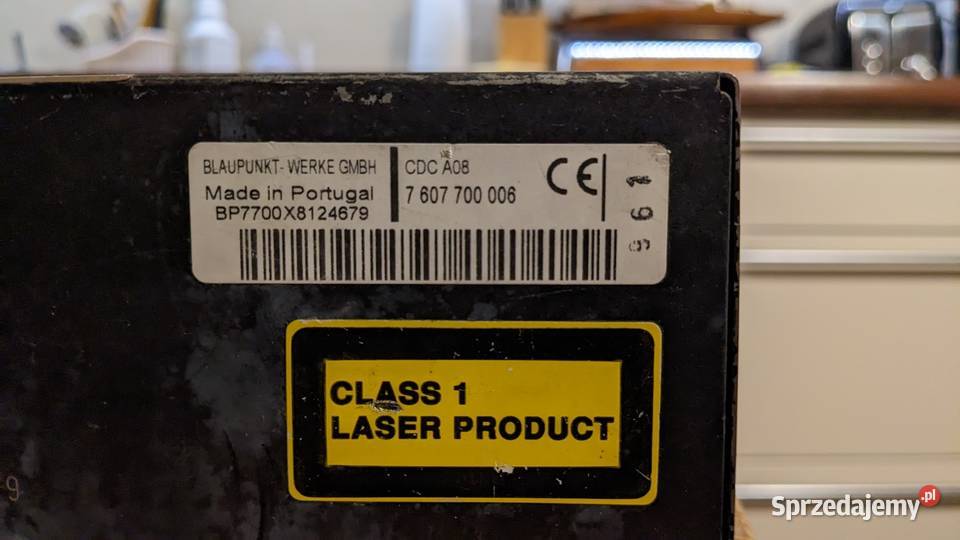 BLAUPUNKT- WERKE GMBH
Made in Portugal
BP7700X8124679
CDC A08
7 607 700 006
CE
CLASS 1
LASER PRODUCT
9
Sprzedajemy.pl